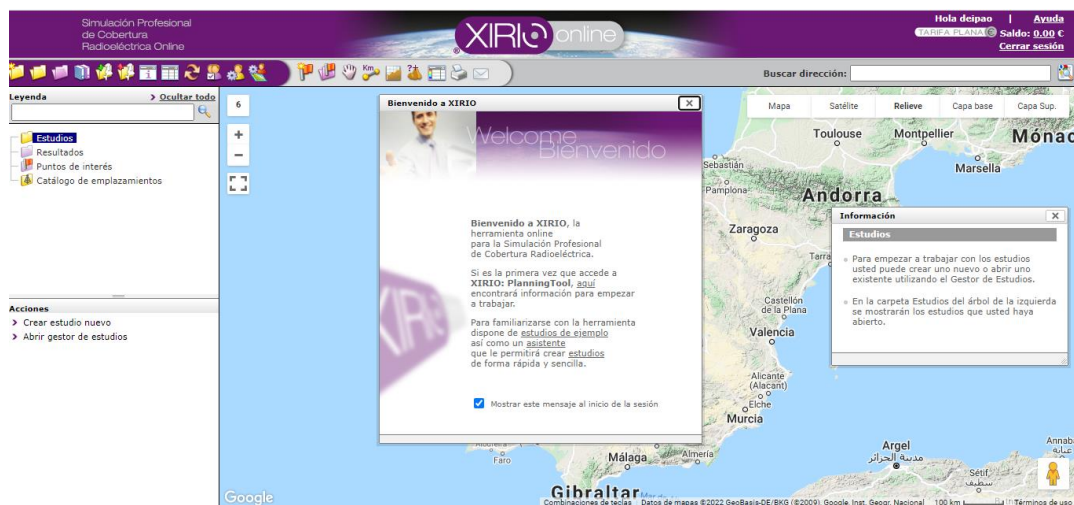 Simulación Profesional
de Cobertura
Radioeléctrica Online
XIRIO online
Hola deipao | Ayuda
TARIFA PLANA € Saldo: 0.00 €
Cerrar sesión
Buscar dirección:
Leyenda > Ocultar todo
Estudios
Resultados
Puntos de interés
Catálogo de emplazamientos
Acciones
> Crear estudio nuevo
> Abrir gestor de estudios
6
+
−
Bienvenido a XIRIO
Welcome
Bienvenido
Bienvenido a XIRIO, la
herramienta online
para la Simulación Profesional
de Cobertura Radioeléctrica.
Si es la primera vez que accede a
XIRIO: PlanningTool, aquí
encontrará información para empezar
a trabajar.
Para familiarizarse con la herramienta
dispone de estudios de ejemplo
así como un asistente
que le permitirá crear estudios
de forma rápida y sencilla.
Mostrar este mensaje al inicio de la sesión
Mapa Satélite Relieve Capa base Capa Sup.
Toulouse
Montpellier
Mónac
Marsella
Sebastián
Pamplona
Andorra
Zaragoza
Tarra
Castellón
de la Plana
Valencia
Alicante
(Alacant)
Elche
Murcia
Información
Estudios
Para empezar a trabajar con los estudios
usted puede crear uno nuevo o abrir uno
existente utilizando el Gestor de Estudios.
En la carpeta Estudios del árbol de la izquierda
se mostrarán los estudios que usted haya
abierto.
Faro
Málaga
Almería
Gibraltar
Argel
مدينة الجزائر
Annab
عنابة
Setif
سطيف
Google
Combinaciones de teclas Datos de mapas ©2022 GeoBasis-DE/BKG (©2009), Google, Inst. Geogr. Nacional 100 km Términos de uso